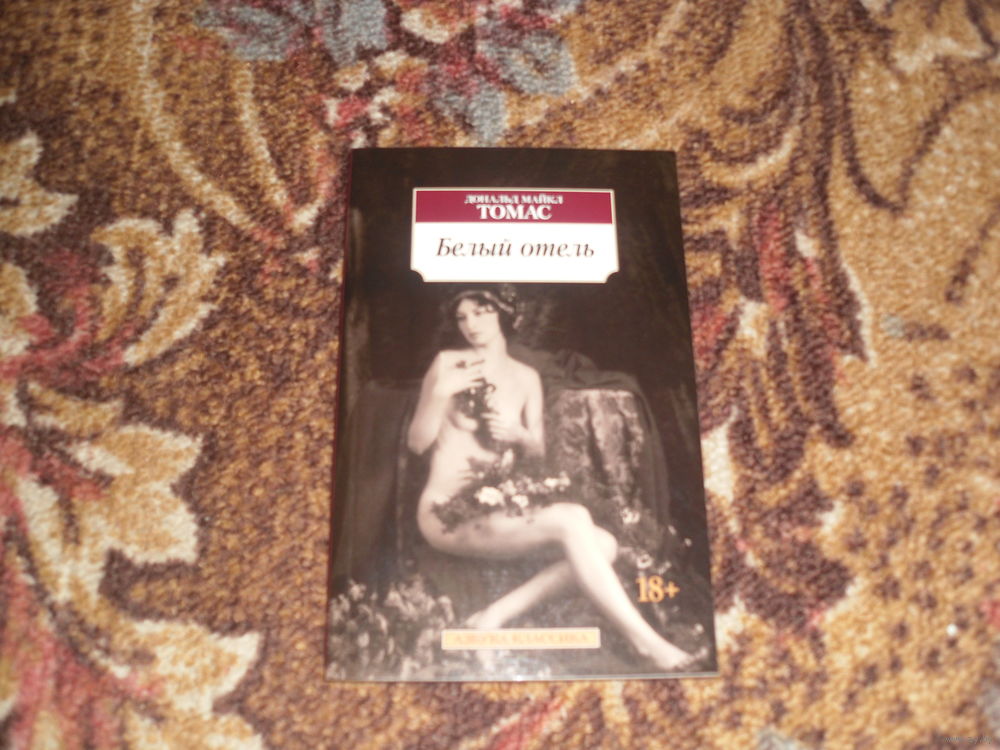 ДОНАЛЬД МАЙКЛ
ТОМАС
Белый отель
18+
АЗБУКА КЛАССИКА